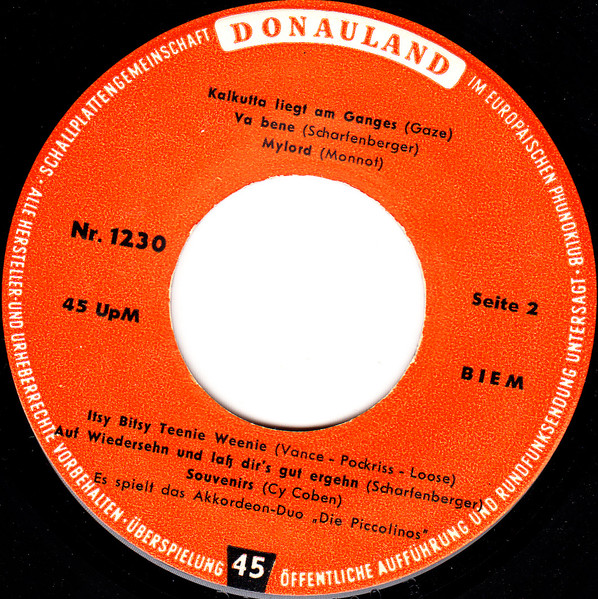 DONAULAND
SCHALLPLATTENGEMEINSCHAFT
IM EUROPÄISCHEN PHONOKLUB
Kalkutta liegt am Ganges (Gaze)
Va bene (Scharfenberger)
Mylord (Monnot)
Nr. 1230
45 UpM
Seite 2
BIEM
Itsy Bitsy Teenie Weenie (Vance - Pockriss - Loose)
Auf Wiedersehn und laß dir's gut ergehn (Scharfenberger)
Souvenirs (Cy Coben)
Es spielt das Akkordeon-Duo „Die Piccolinos"
· ALLE HERSTELLER- UND URHEBERRECHTE VORBEHALTEN · ÜBERSPIELUNG
45
ÖFFENTLICHE AUFFÜHRUNG UND RUNDFUNKSENDUNG UNTERSAGT ·